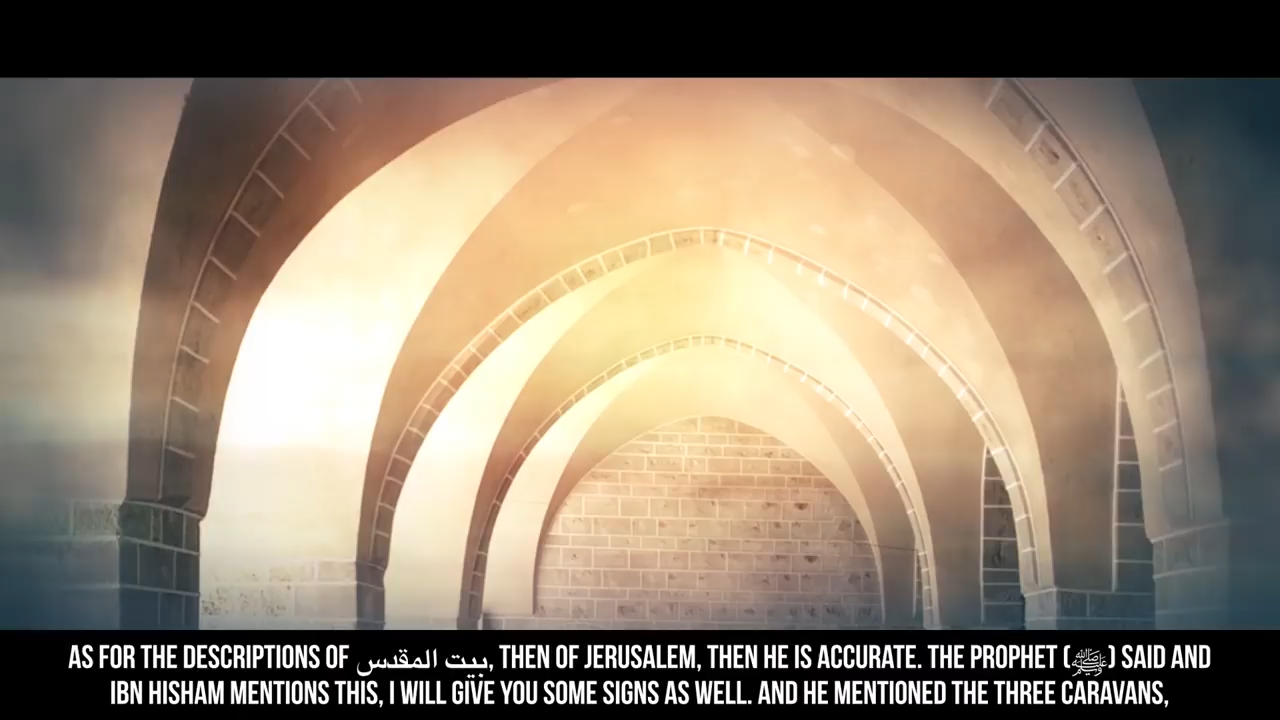 AS FOR THE DESCRIPTIONS OF بيت المقدس, THEN OF JERUSALEM, THEN HE IS ACCURATE. THE PROPHET (ﷺ) SAID AND
IBN HISHAM MENTIONS THIS, I WILL GIVE YOU SOME SIGNS AS WELL. AND HE MENTIONED THE THREE CARAVANS,